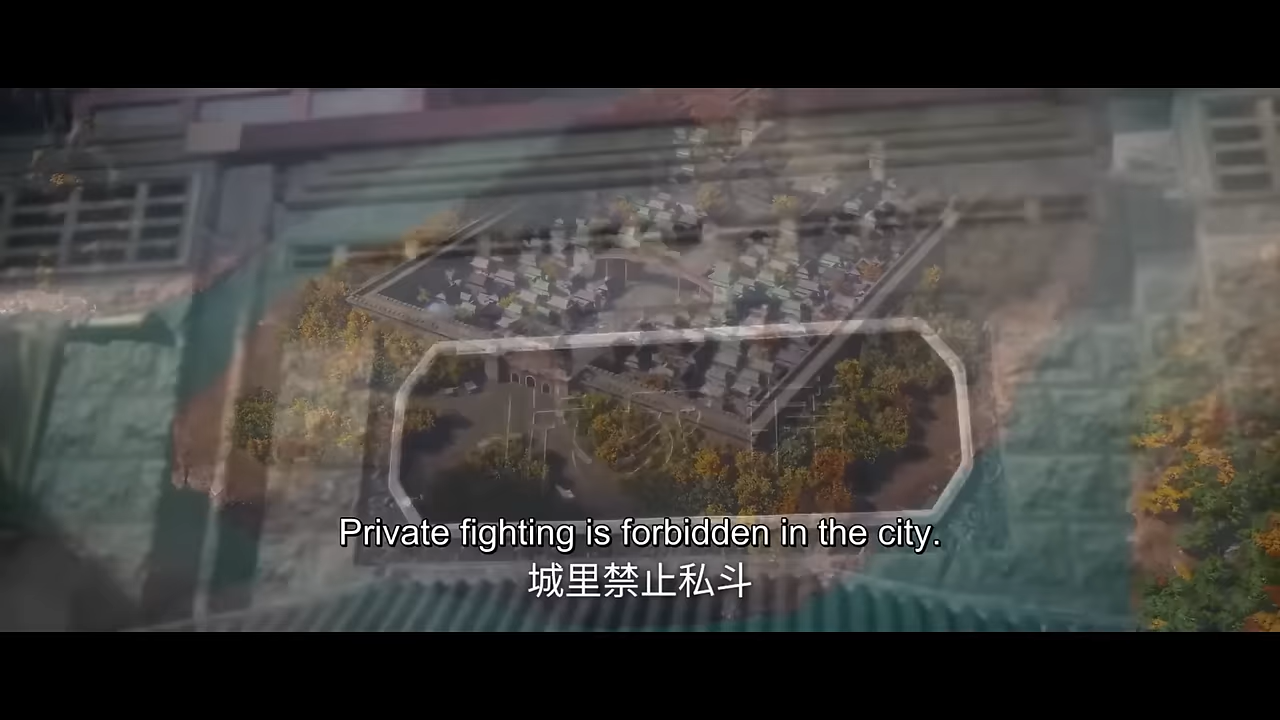 Private fighting is forbidden in the city.
城里禁止私斗